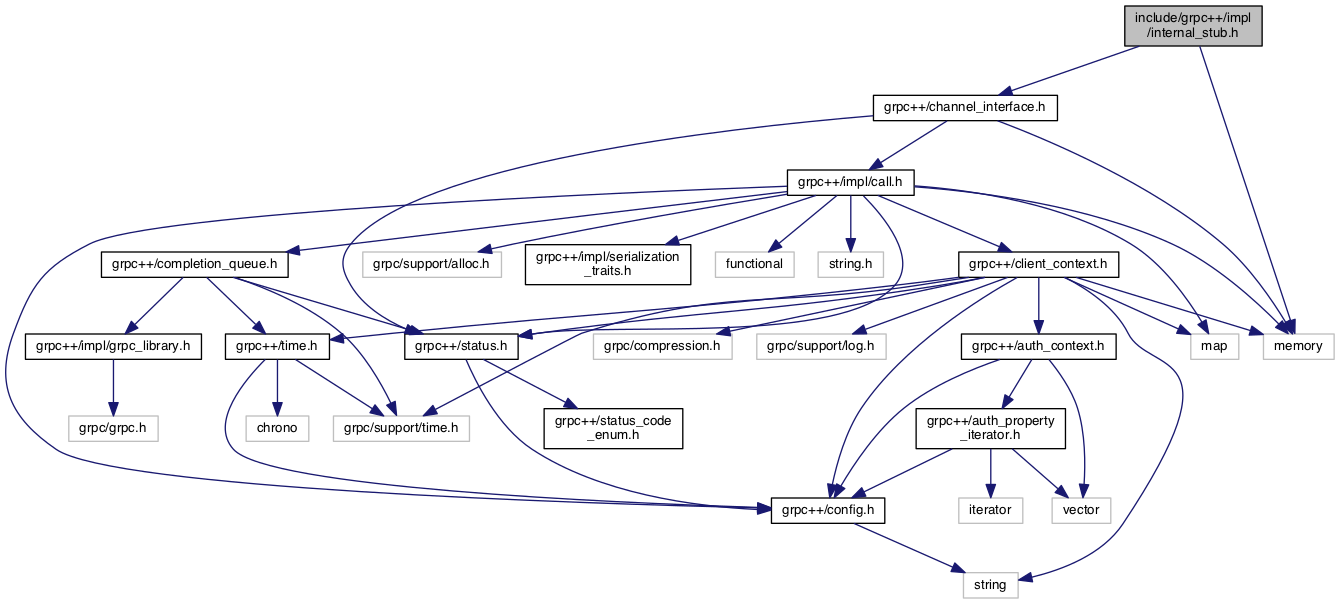 include/grpc++/impl
/internal_stub.h
grpc++/channel_interface.h
grpc++/impl/call.h
grpc++/completion_queue.h
grpc/support/alloc.h
grpc++/impl/serialization
_traits.h
functional
string.h
grpc++/client_context.h
grpc++/impl/grpc_library.h
grpc++/time.h
grpc++/status.h
grpc/compression.h
grpc/support/log.h
grpc++/auth_context.h
map
memory
grpc/grpc.h
chrono
grpc/support/time.h
grpc++/status_code
_enum.h
grpc++/auth_property
_iterator.h
grpc++/config.h
iterator
vector
string